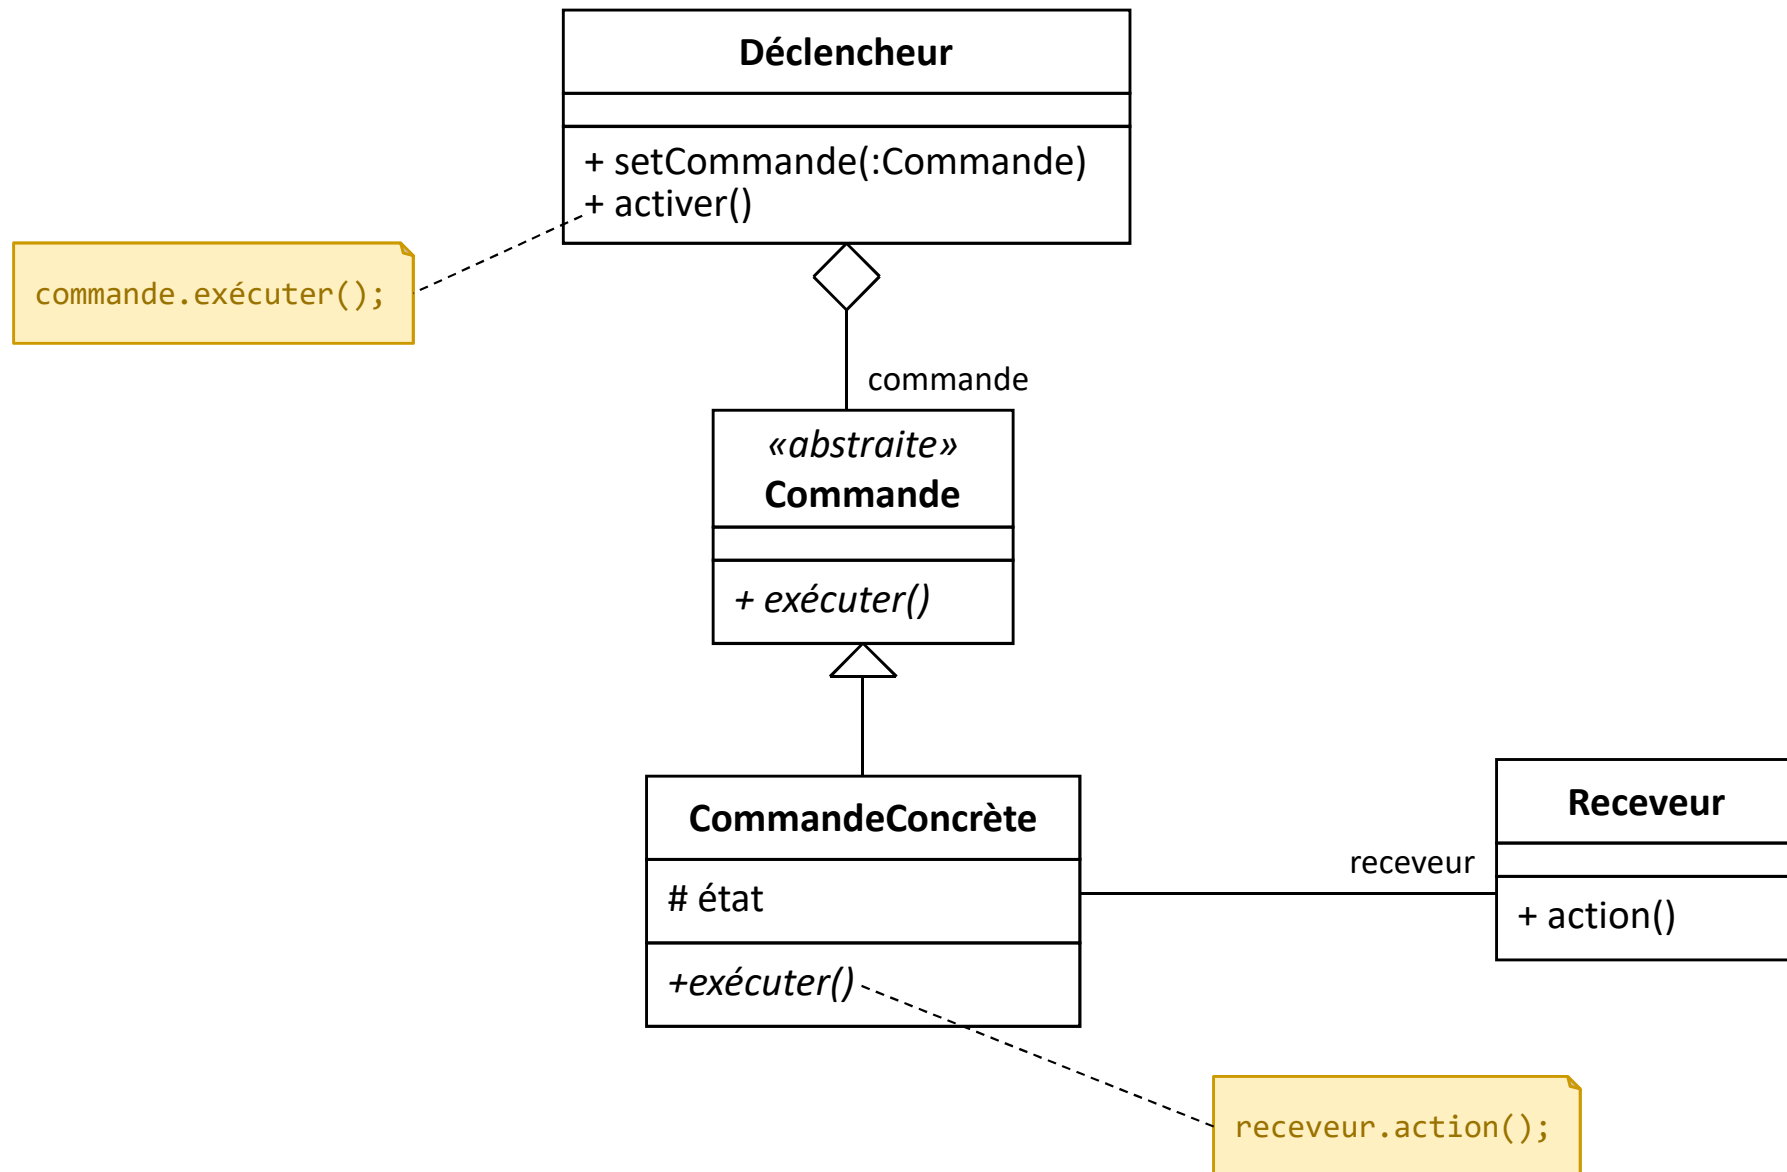 Déclencheur
+ setCommande(:Commande)
+ activer()
commande.exécuter();
commande
«abstraite»
Commande
+ exécuter()
CommandeConcrète
# état
+exécuter()
receveur
Receveur
+ action()
receveur.action();